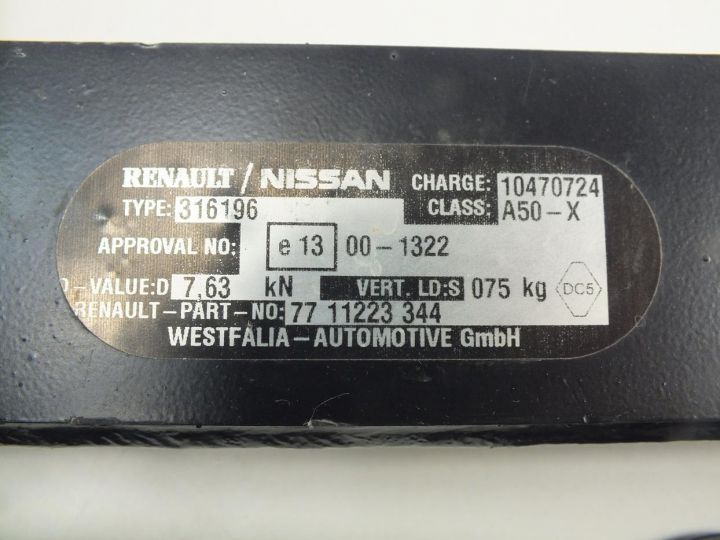 RENAULT / NISSAN CHARGE: 10470724
TYPE: 316196 CLASS: A50-X
APPROVAL NO: e 13 00-1322
D-VALUE:D 7,63 kN VERT. LD:S 075 kg DC5
RENAULT-PART-NO: 77 11223 344
WESTFALIA-AUTOMOTIVE GmbH